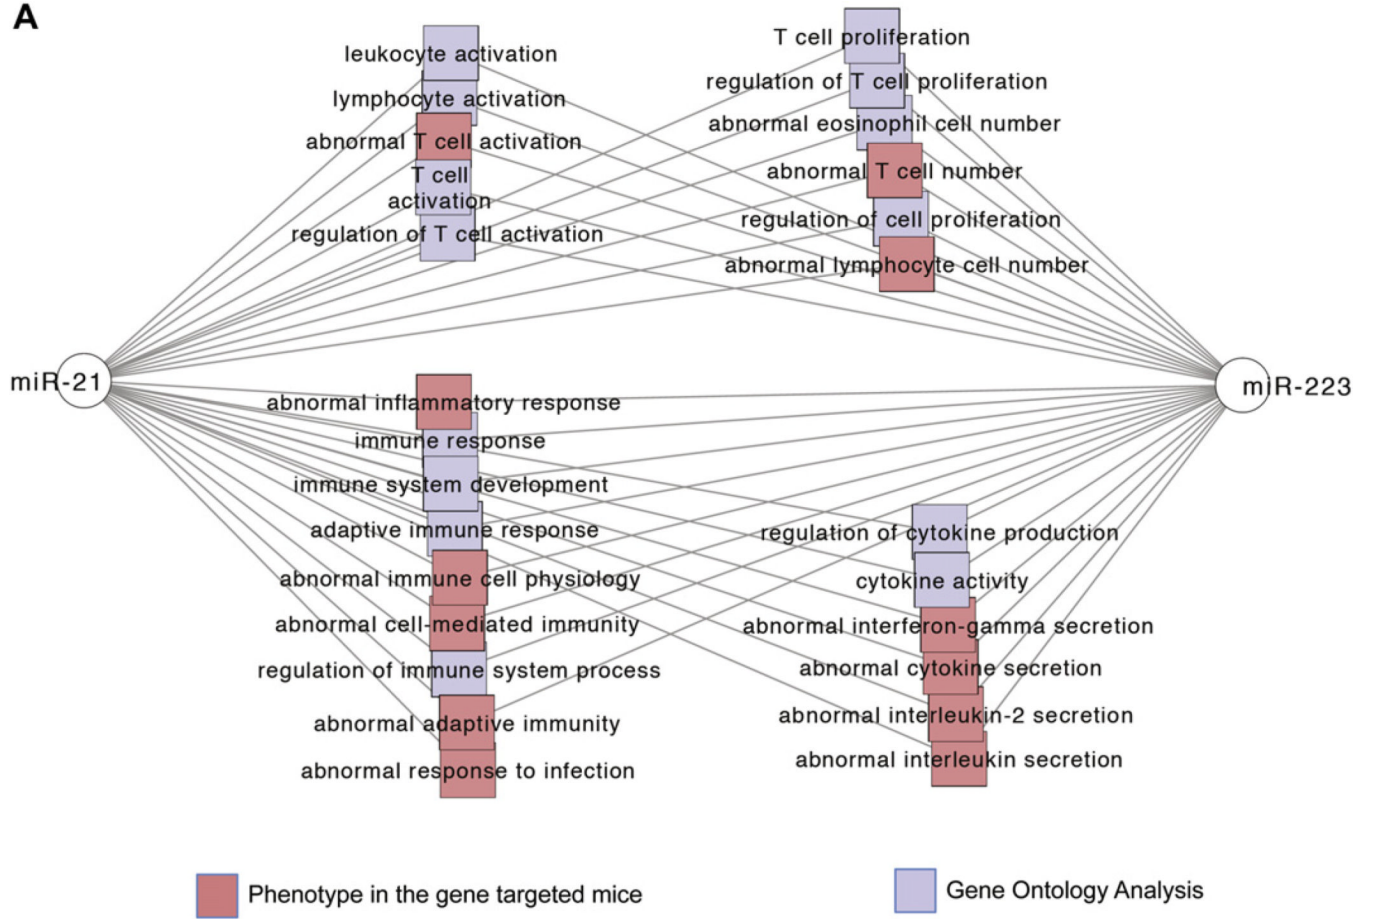 A
leukocyte activation
lymphocyte activation
abnormal T cell activation
T cell
activation
regulation of T cell activation
T cell proliferation
regulation of T cell proliferation
abnormal eosinophil cell number
abnormal T cell number
regulation of cell proliferation
abnormal lymphocyte cell number
miR-21
miR-223
abnormal inflammatory response
immune response
immune system development
adaptive immune response
abnormal immune cell physiology
abnormal cell-mediated immunity
regulation of immune system process
abnormal adaptive immunity
abnormal response to infection
regulation of cytokine production
cytokine activity
abnormal interferon-gamma secretion
abnormal cytokine secretion
abnormal interleukin-2 secretion
abnormal interleukin secretion
Phenotype in the gene targeted mice
Gene Ontology Analysis